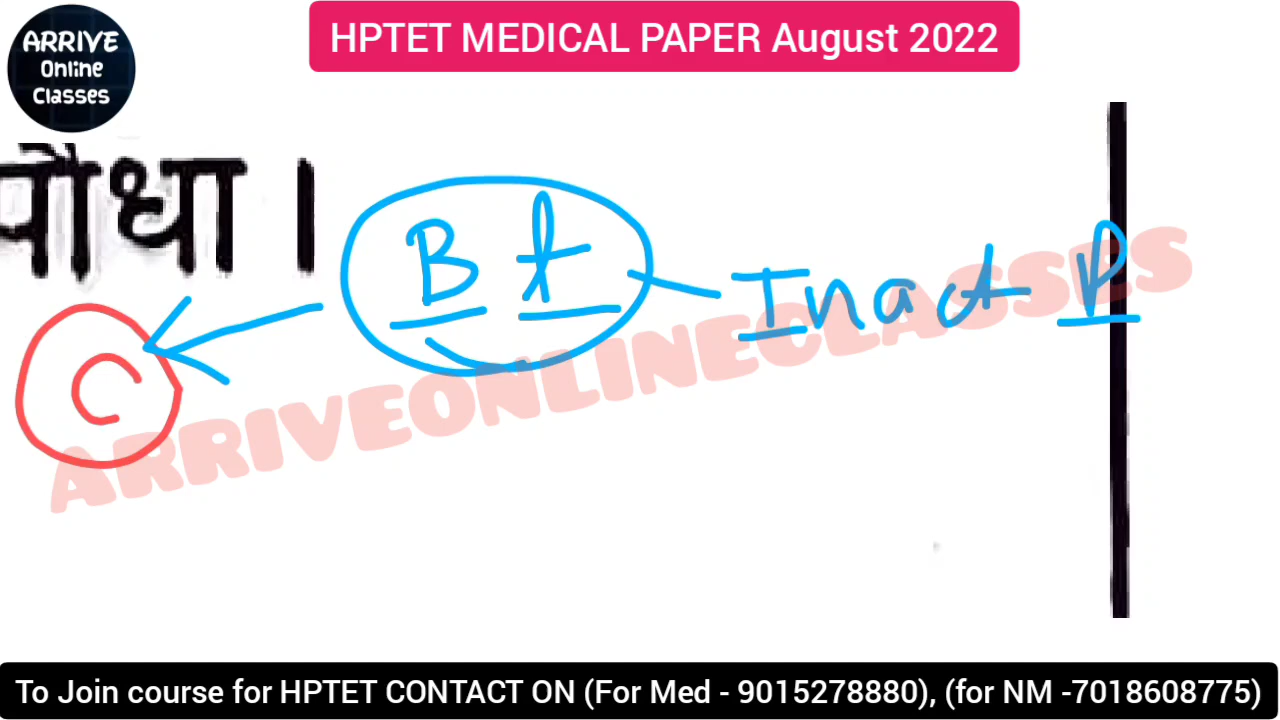 ARRIVE
Online
Classes
HPTET MEDICAL PAPER August 2022
पौधा ।
Bt
Inact P
C
ARRIVEONLINECLASSES
To Join course for HPTET CONTACT ON (For Med - 9015278880), (for NM -7018608775)